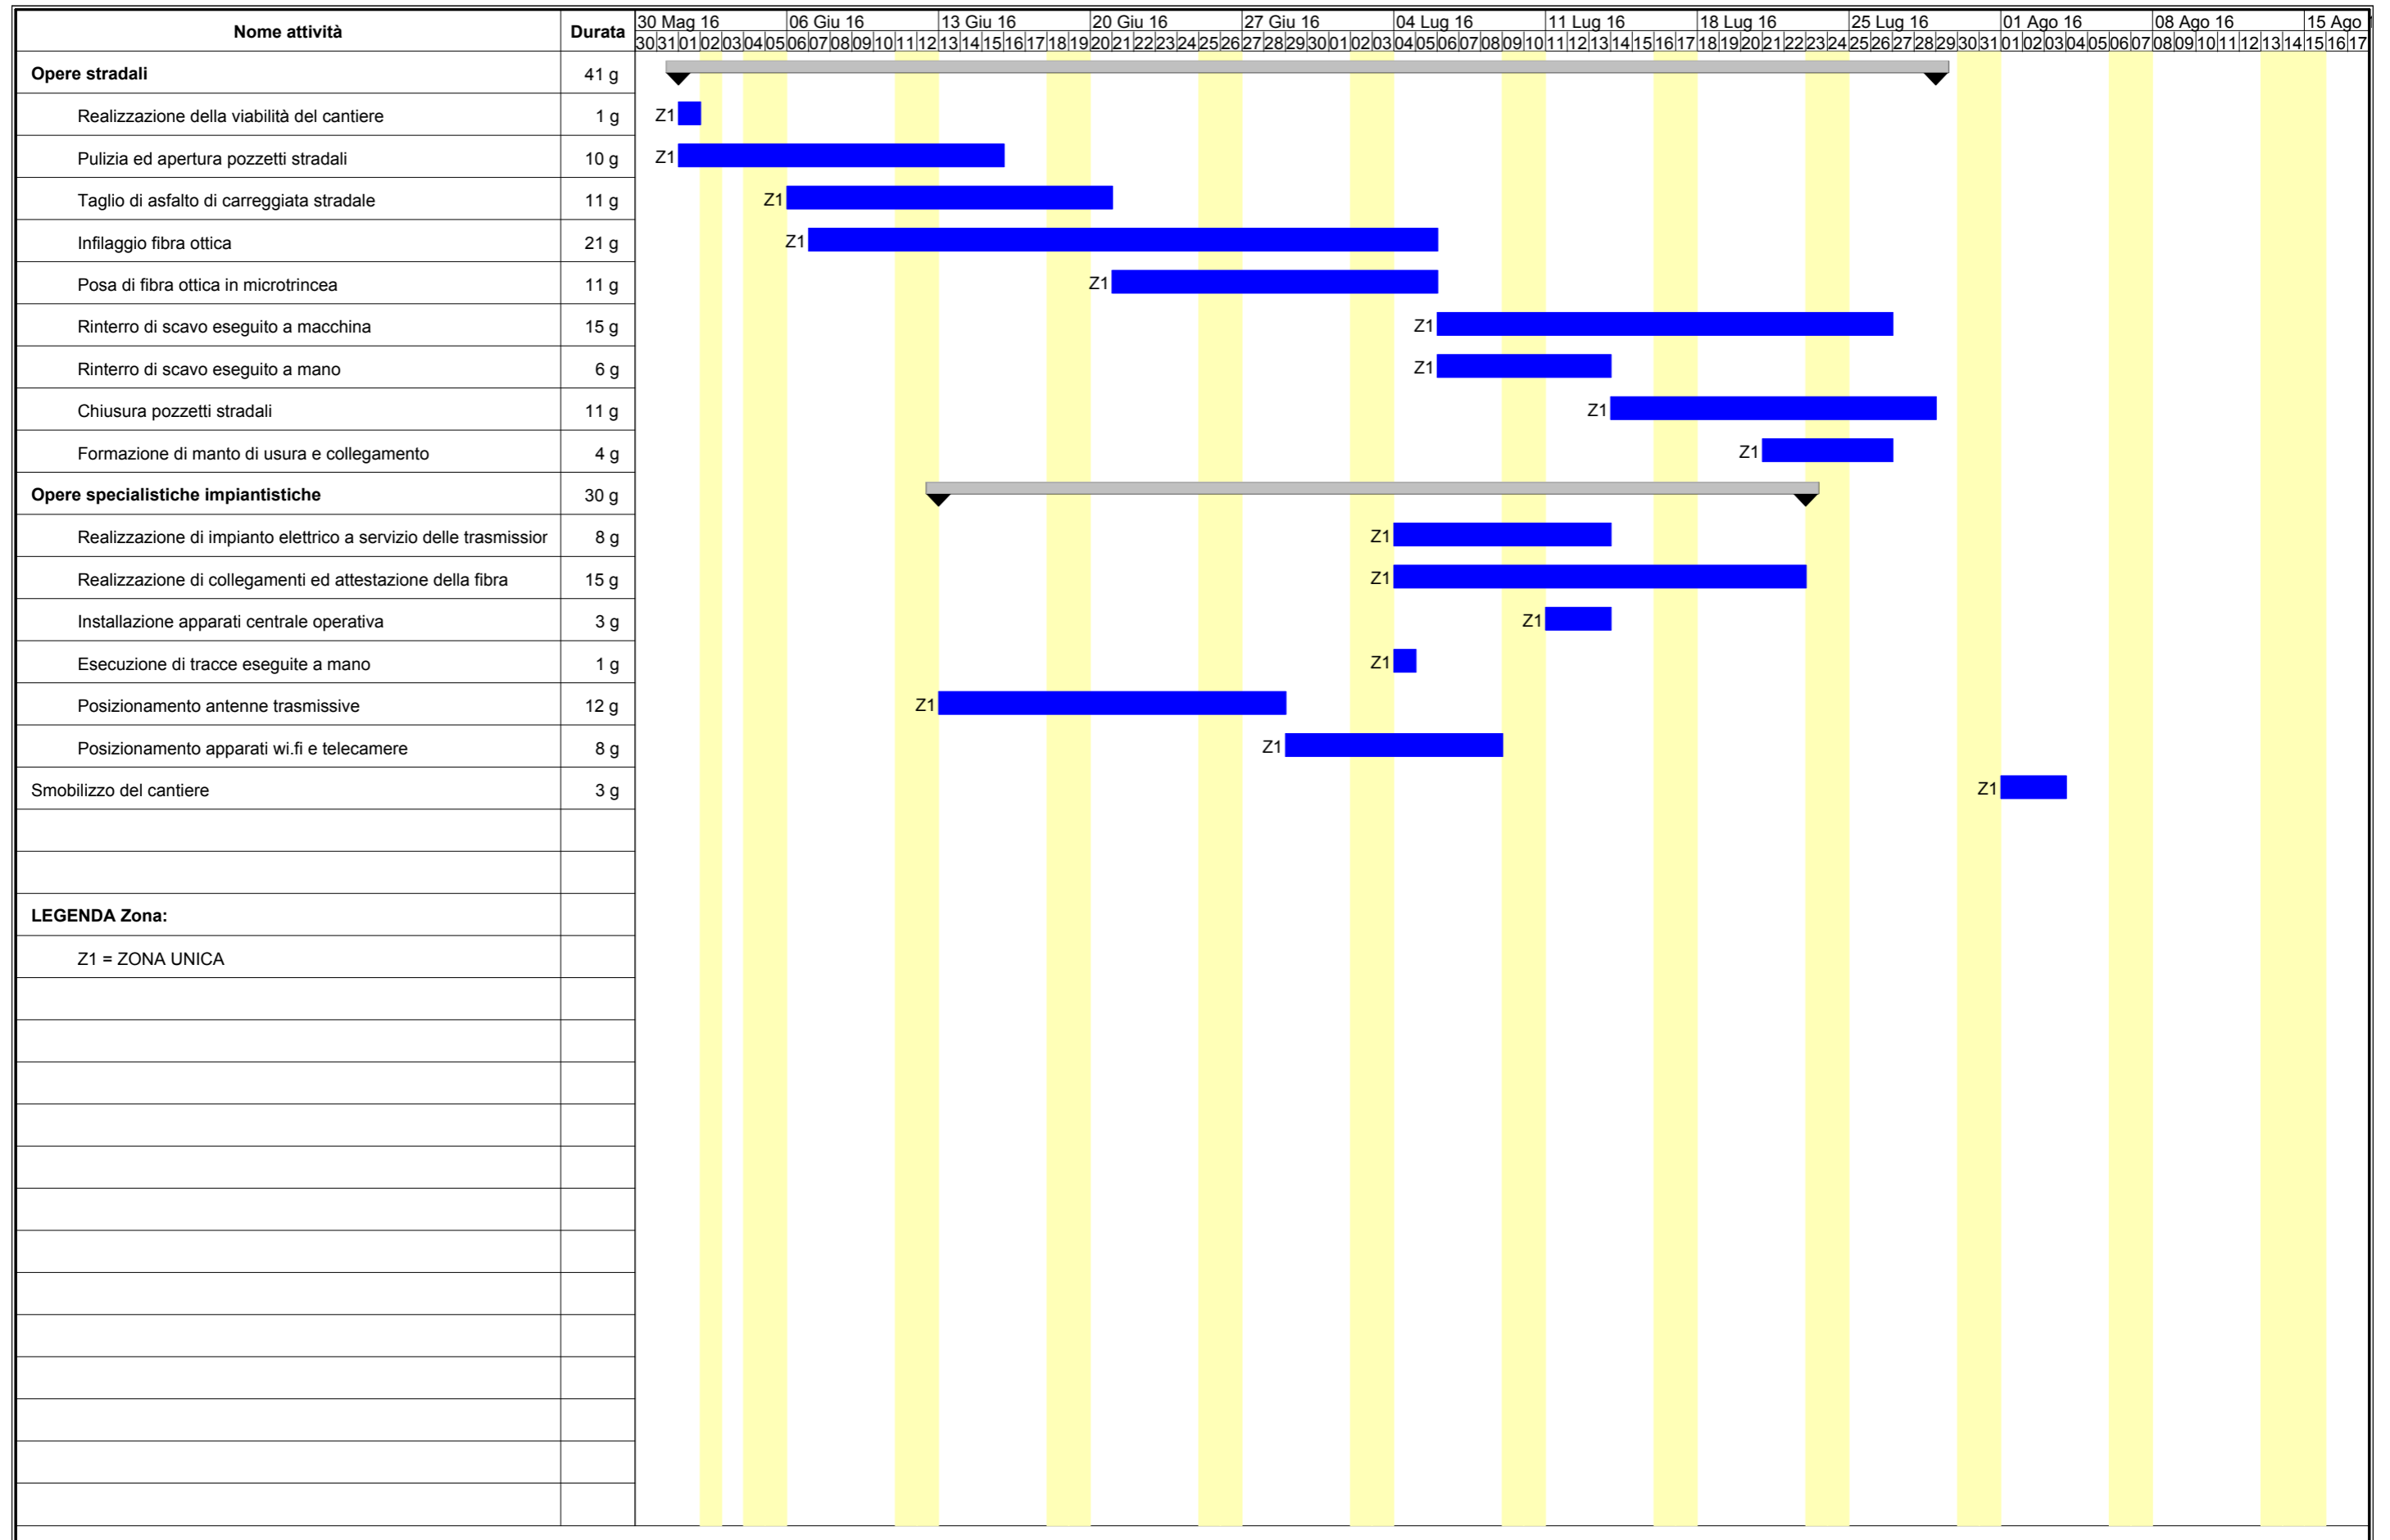 Nome attività Durata 30 Mag 16 06 Giu 16 13 Giu 16 20 Giu 16 27 Giu 16 04 Lug 16 11 Lug 16 18 Lug 16 25 Lug 16 01 Ago 16 08 Ago 16 15 Ago
30 31 01 02 03 04 05 06 07 08 09 10 11 12 13 14 15 16 17 18 19 20 21 22 23 24 25 26 27 28 29 30 01 02 03 04 05 06 07 08 09 10 11 12 13 14 15 16 17 18 19 20 21 22 23 24 25 26 27 28 29 30 31 01 02 03 04 05 06 07 08 09 10 11 12 13 14 15 16 17
Opere stradali 41 g
Realizzazione della viabilità del cantiere 1 g Z1
Pulizia ed apertura pozzetti stradali 10 g Z1
Taglio di asfalto di carreggiata stradale 11 g Z1
Infilaggio fibra ottica 21 g Z1
Posa di fibra ottica in microtrincea 11 g Z1
Rinterro di scavo eseguito a macchina 15 g Z1
Rinterro di scavo eseguito a mano 6 g Z1
Chiusura pozzetti stradali 11 g Z1
Formazione di manto di usura e collegamento 4 g Z1
Opere specialistiche impiantistiche 30 g
Realizzazione di impianto elettrico a servizio delle trasmissior 8 g Z1
Realizzazione di collegamenti ed attestazione della fibra 15 g Z1
Installazione apparati centrale operativa 3 g Z1
Esecuzione di tracce eseguite a mano 1 g Z1
Posizionamento antenne trasmissive 12 g Z1
Posizionamento apparati wi.fi e telecamere 8 g Z1
Smobilizzo del cantiere 3 g Z1
LEGENDA Zona:
Z1 = ZONA UNICA